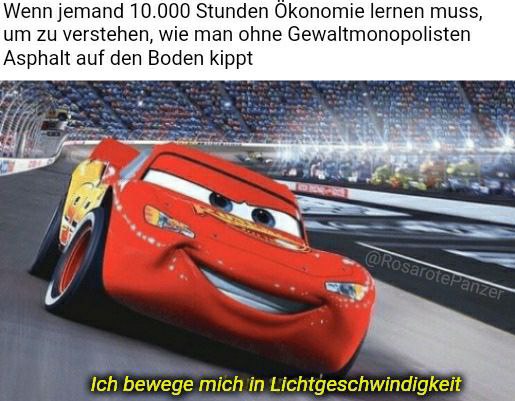 Wenn jemand 10.000 Stunden Ökonomie lernen muss,
um zu verstehen, wie man ohne Gewaltmonopolisten
Asphalt auf den Boden kippt
@RosarotePanzer
Ich bewege mich in Lichtgeschwindigkeit